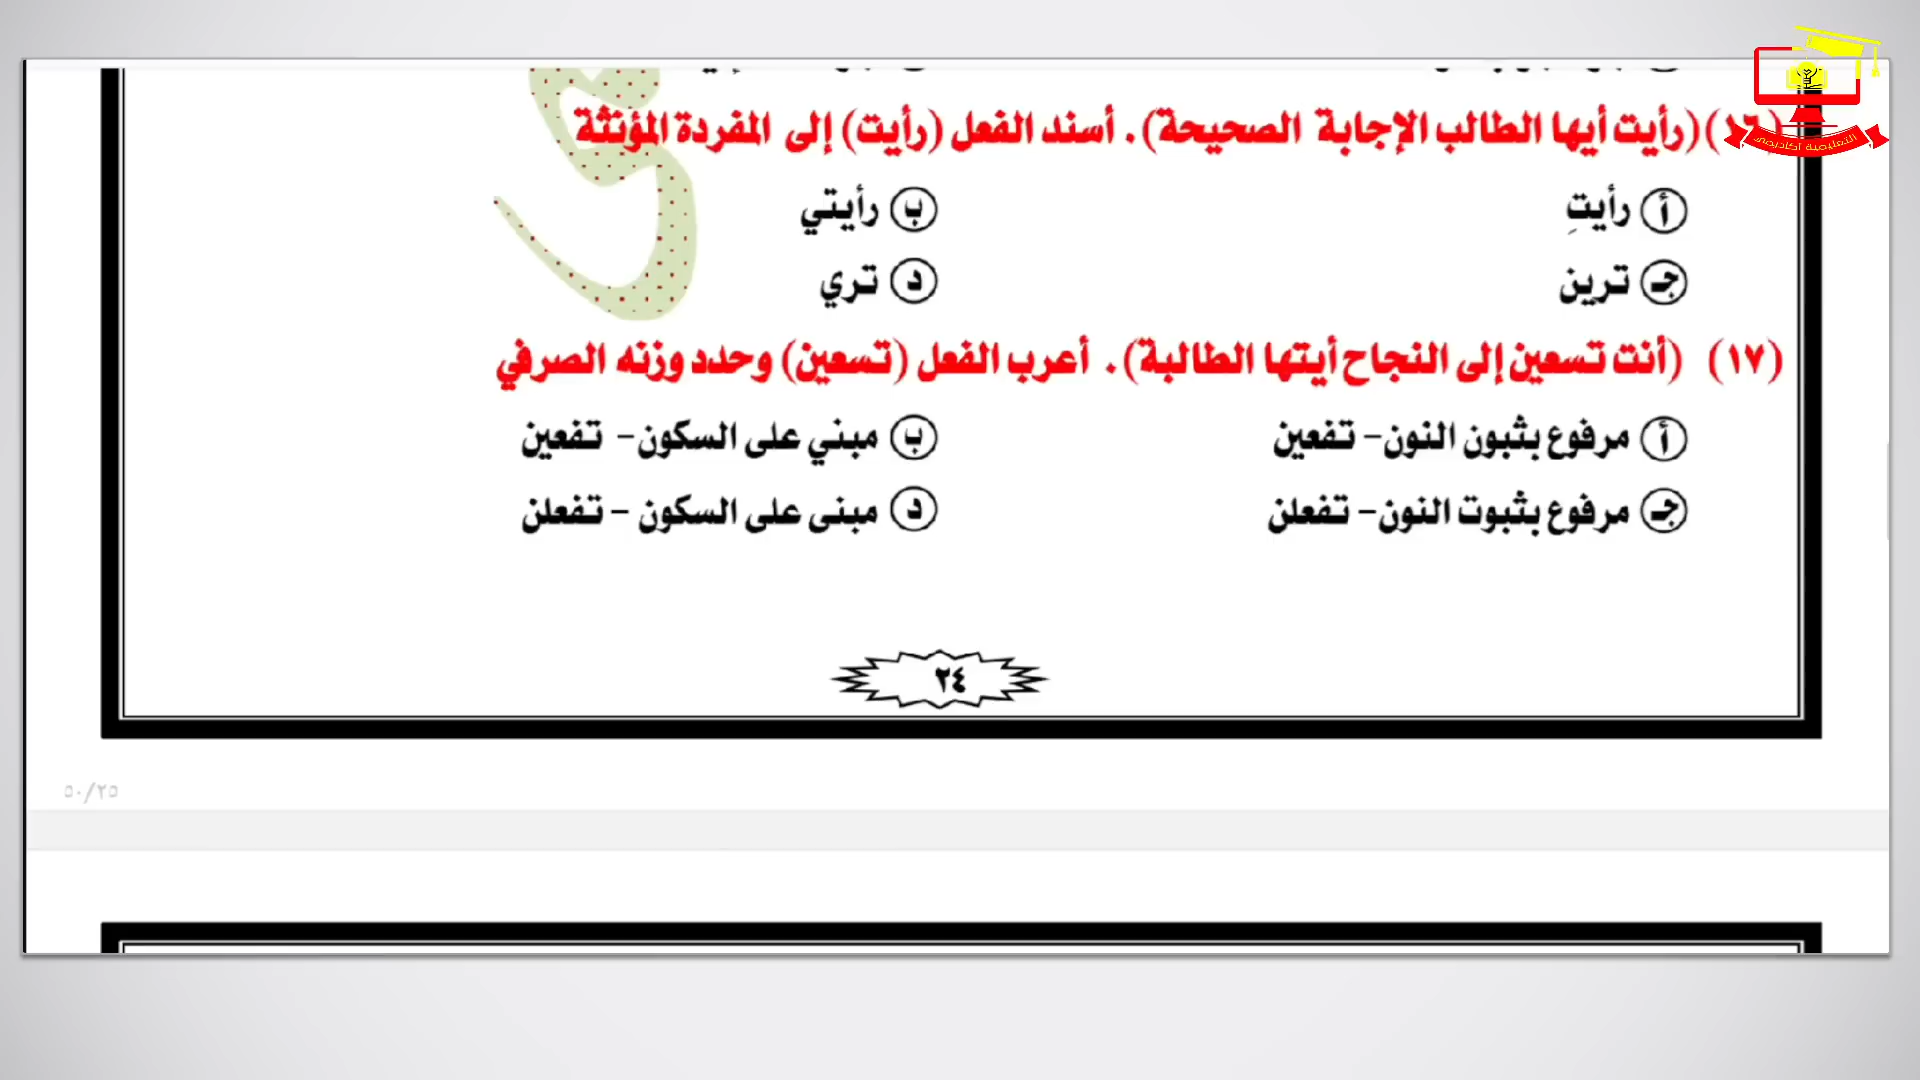 (١٦) (رأيت أيها الطالب الإجابة الصحيحة). أسند الفعل (رأيت) إلى المفردة المؤنثة
أ رأيتِ
ب رأيتي
جـ ترين
د تري
(١٧) (أنت تسعين إلى النجاح أيتها الطالبة). أعرب الفعل (تسعين) وحدد وزنه الصرفي
أ مرفوع بثبون النون- تفعين
ب مبني على السكون- تفعين
جـ مرفوع بثبوت النون- تفعلن
د مبنى على السكون - تفعلن
٢٤
٥٠/٢٥
التعليمية أكاديمي